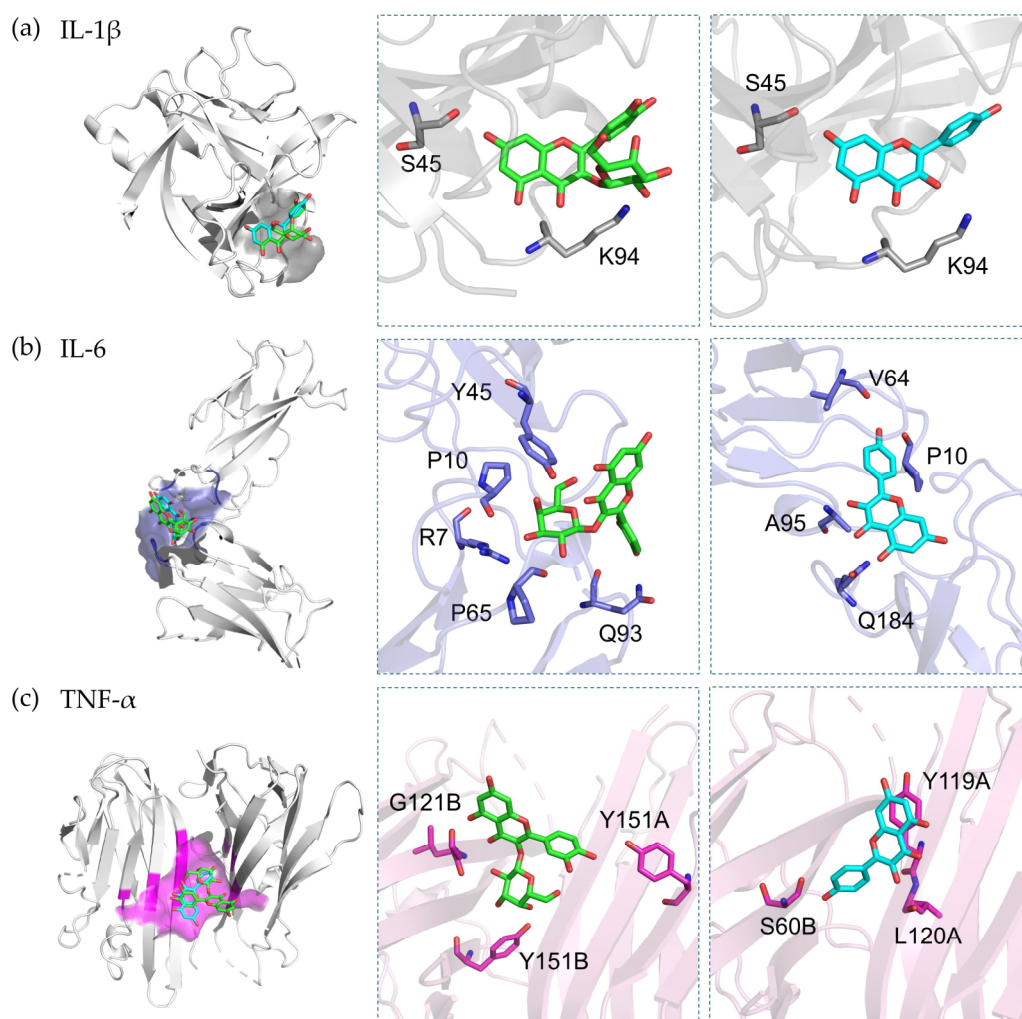 (a) IL-1β
S45
K94
S45
K94
(b) IL-6
Y45
P10
R7
P65
Q93
V64
P10
A95
Q184
(c) TNF-α
G121B
Y151A
Y151B
Y119A
S60B
L120A